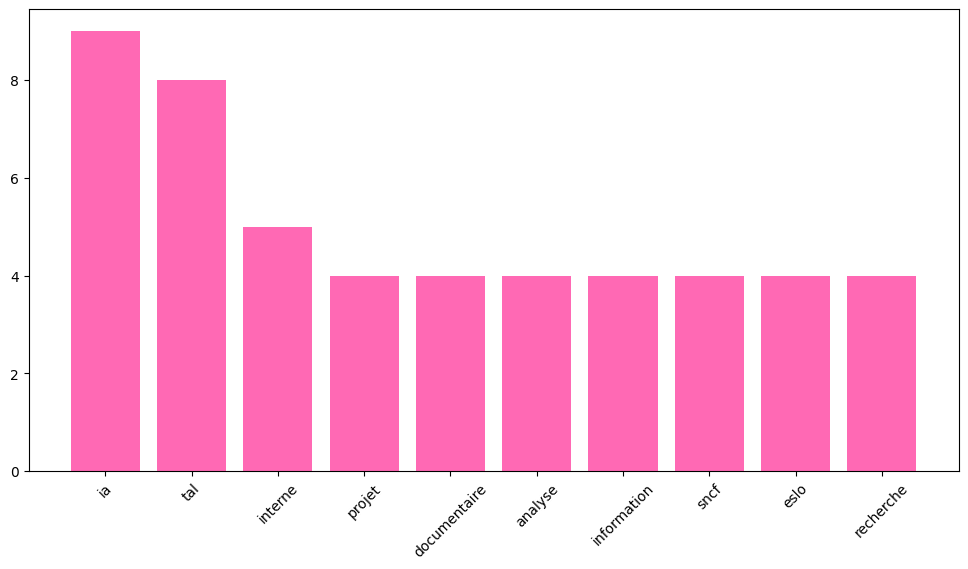 8
6
4
2
0
ia
tal
interne
projet
documentaire
analyse
information
sncf
eslo
recherche